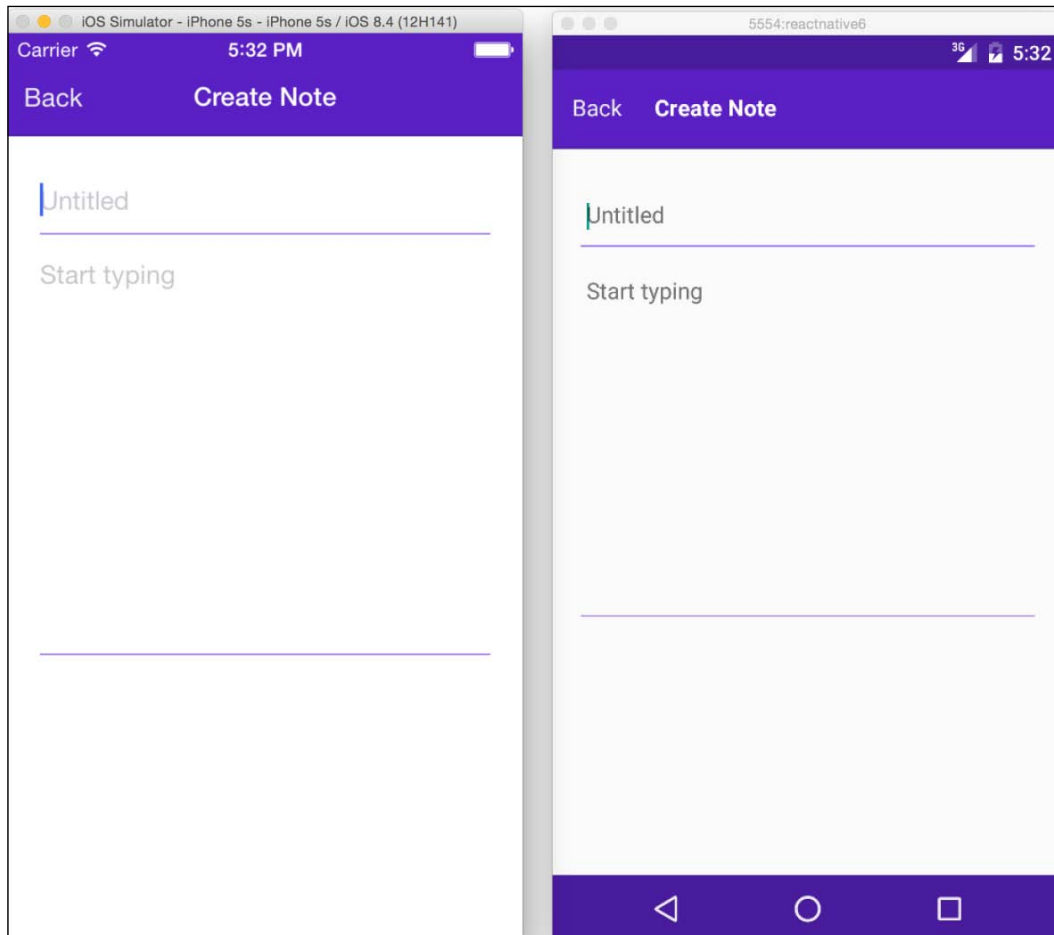 iOS Simulator - iPhone 5s - iPhone 5s / iOS 8.4 (12H141)
Carrier 5:32 PM
Back Create Note
Untitled
Start typing
5554:reactnative6
3G 5:32
Back Create Note
Untitled
Start typing